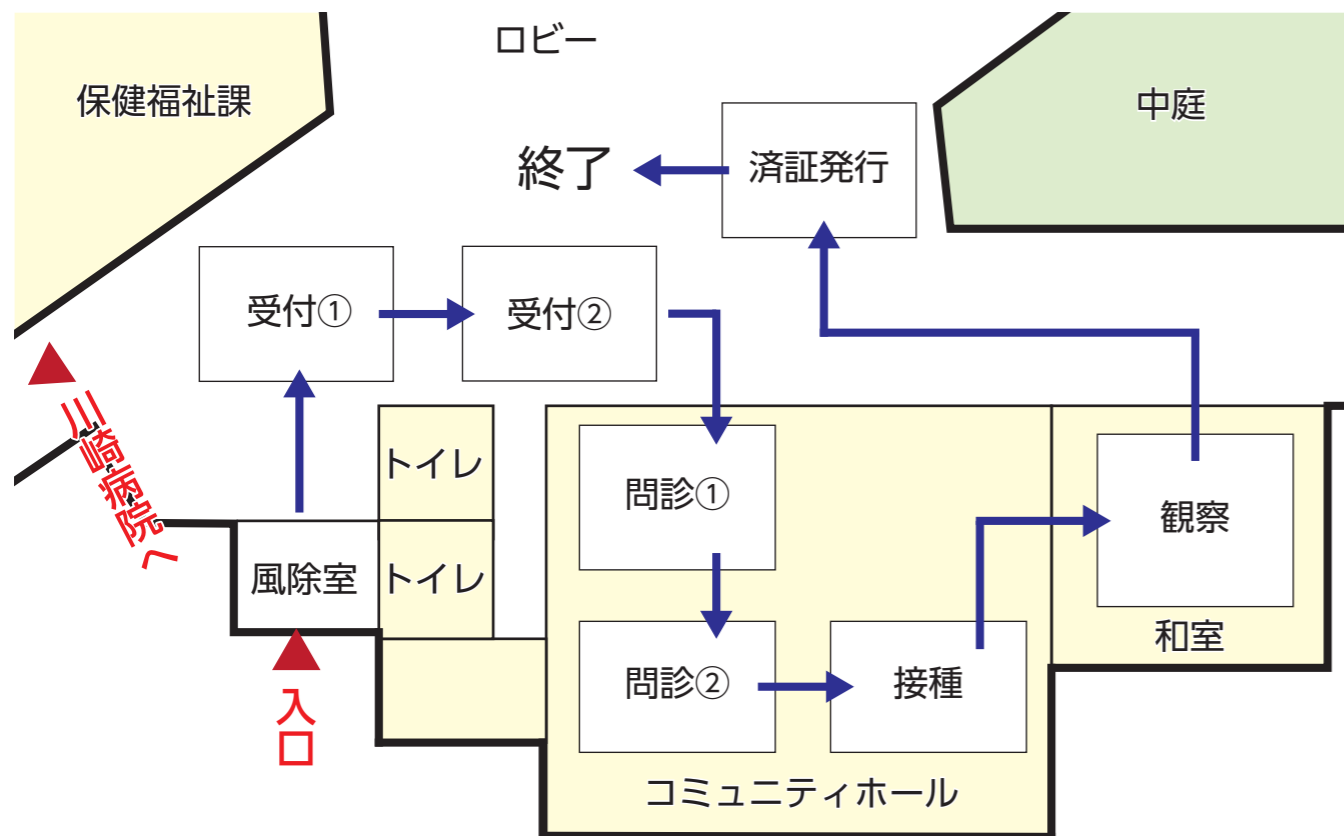 ロビー
保健福祉課
中庭
終了
済証発行
受付①
受付②
三崎病院へ
トイレ
問診①
観察
風除室
トイレ
和室
問診②
接種
入口
コミュニティホール